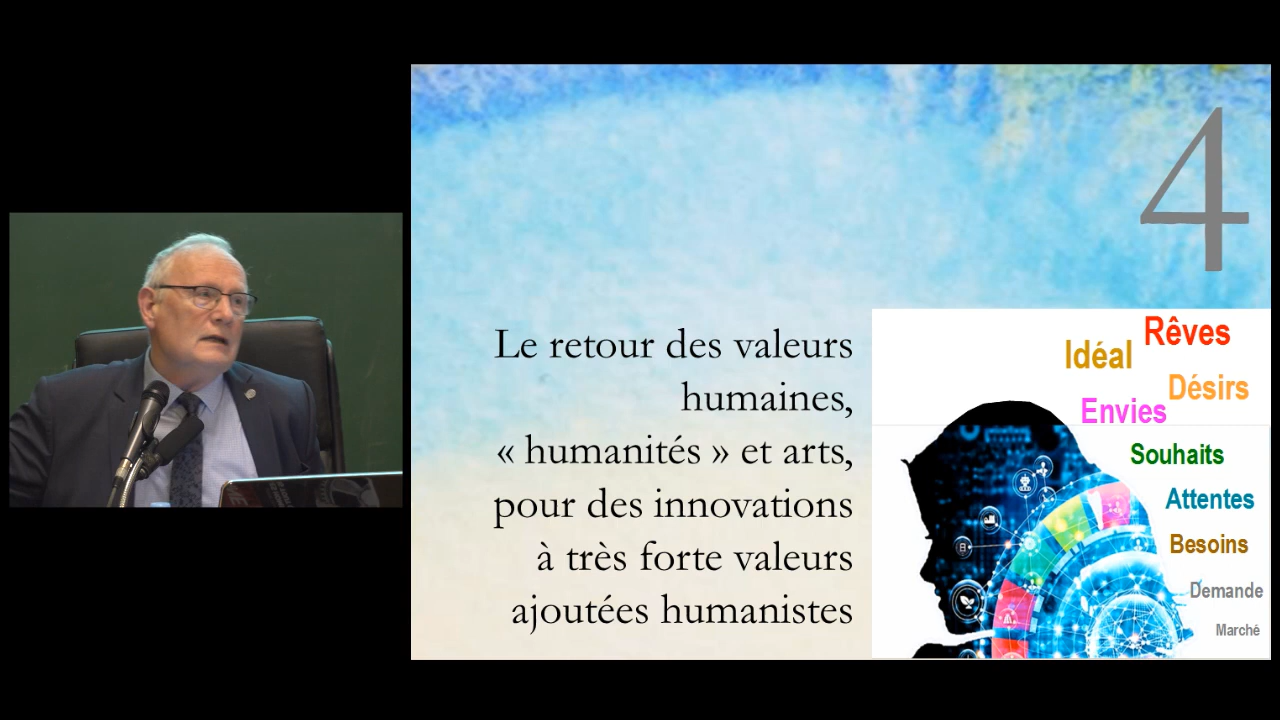 4
Le retour des valeurs
humaines,
« humanités » et arts,
pour des innovations
à très forte valeurs
ajoutées humanistes
Rêves
Idéal
Désirs
Envies
Souhaits
Attentes
Besoins
Demande
Marché